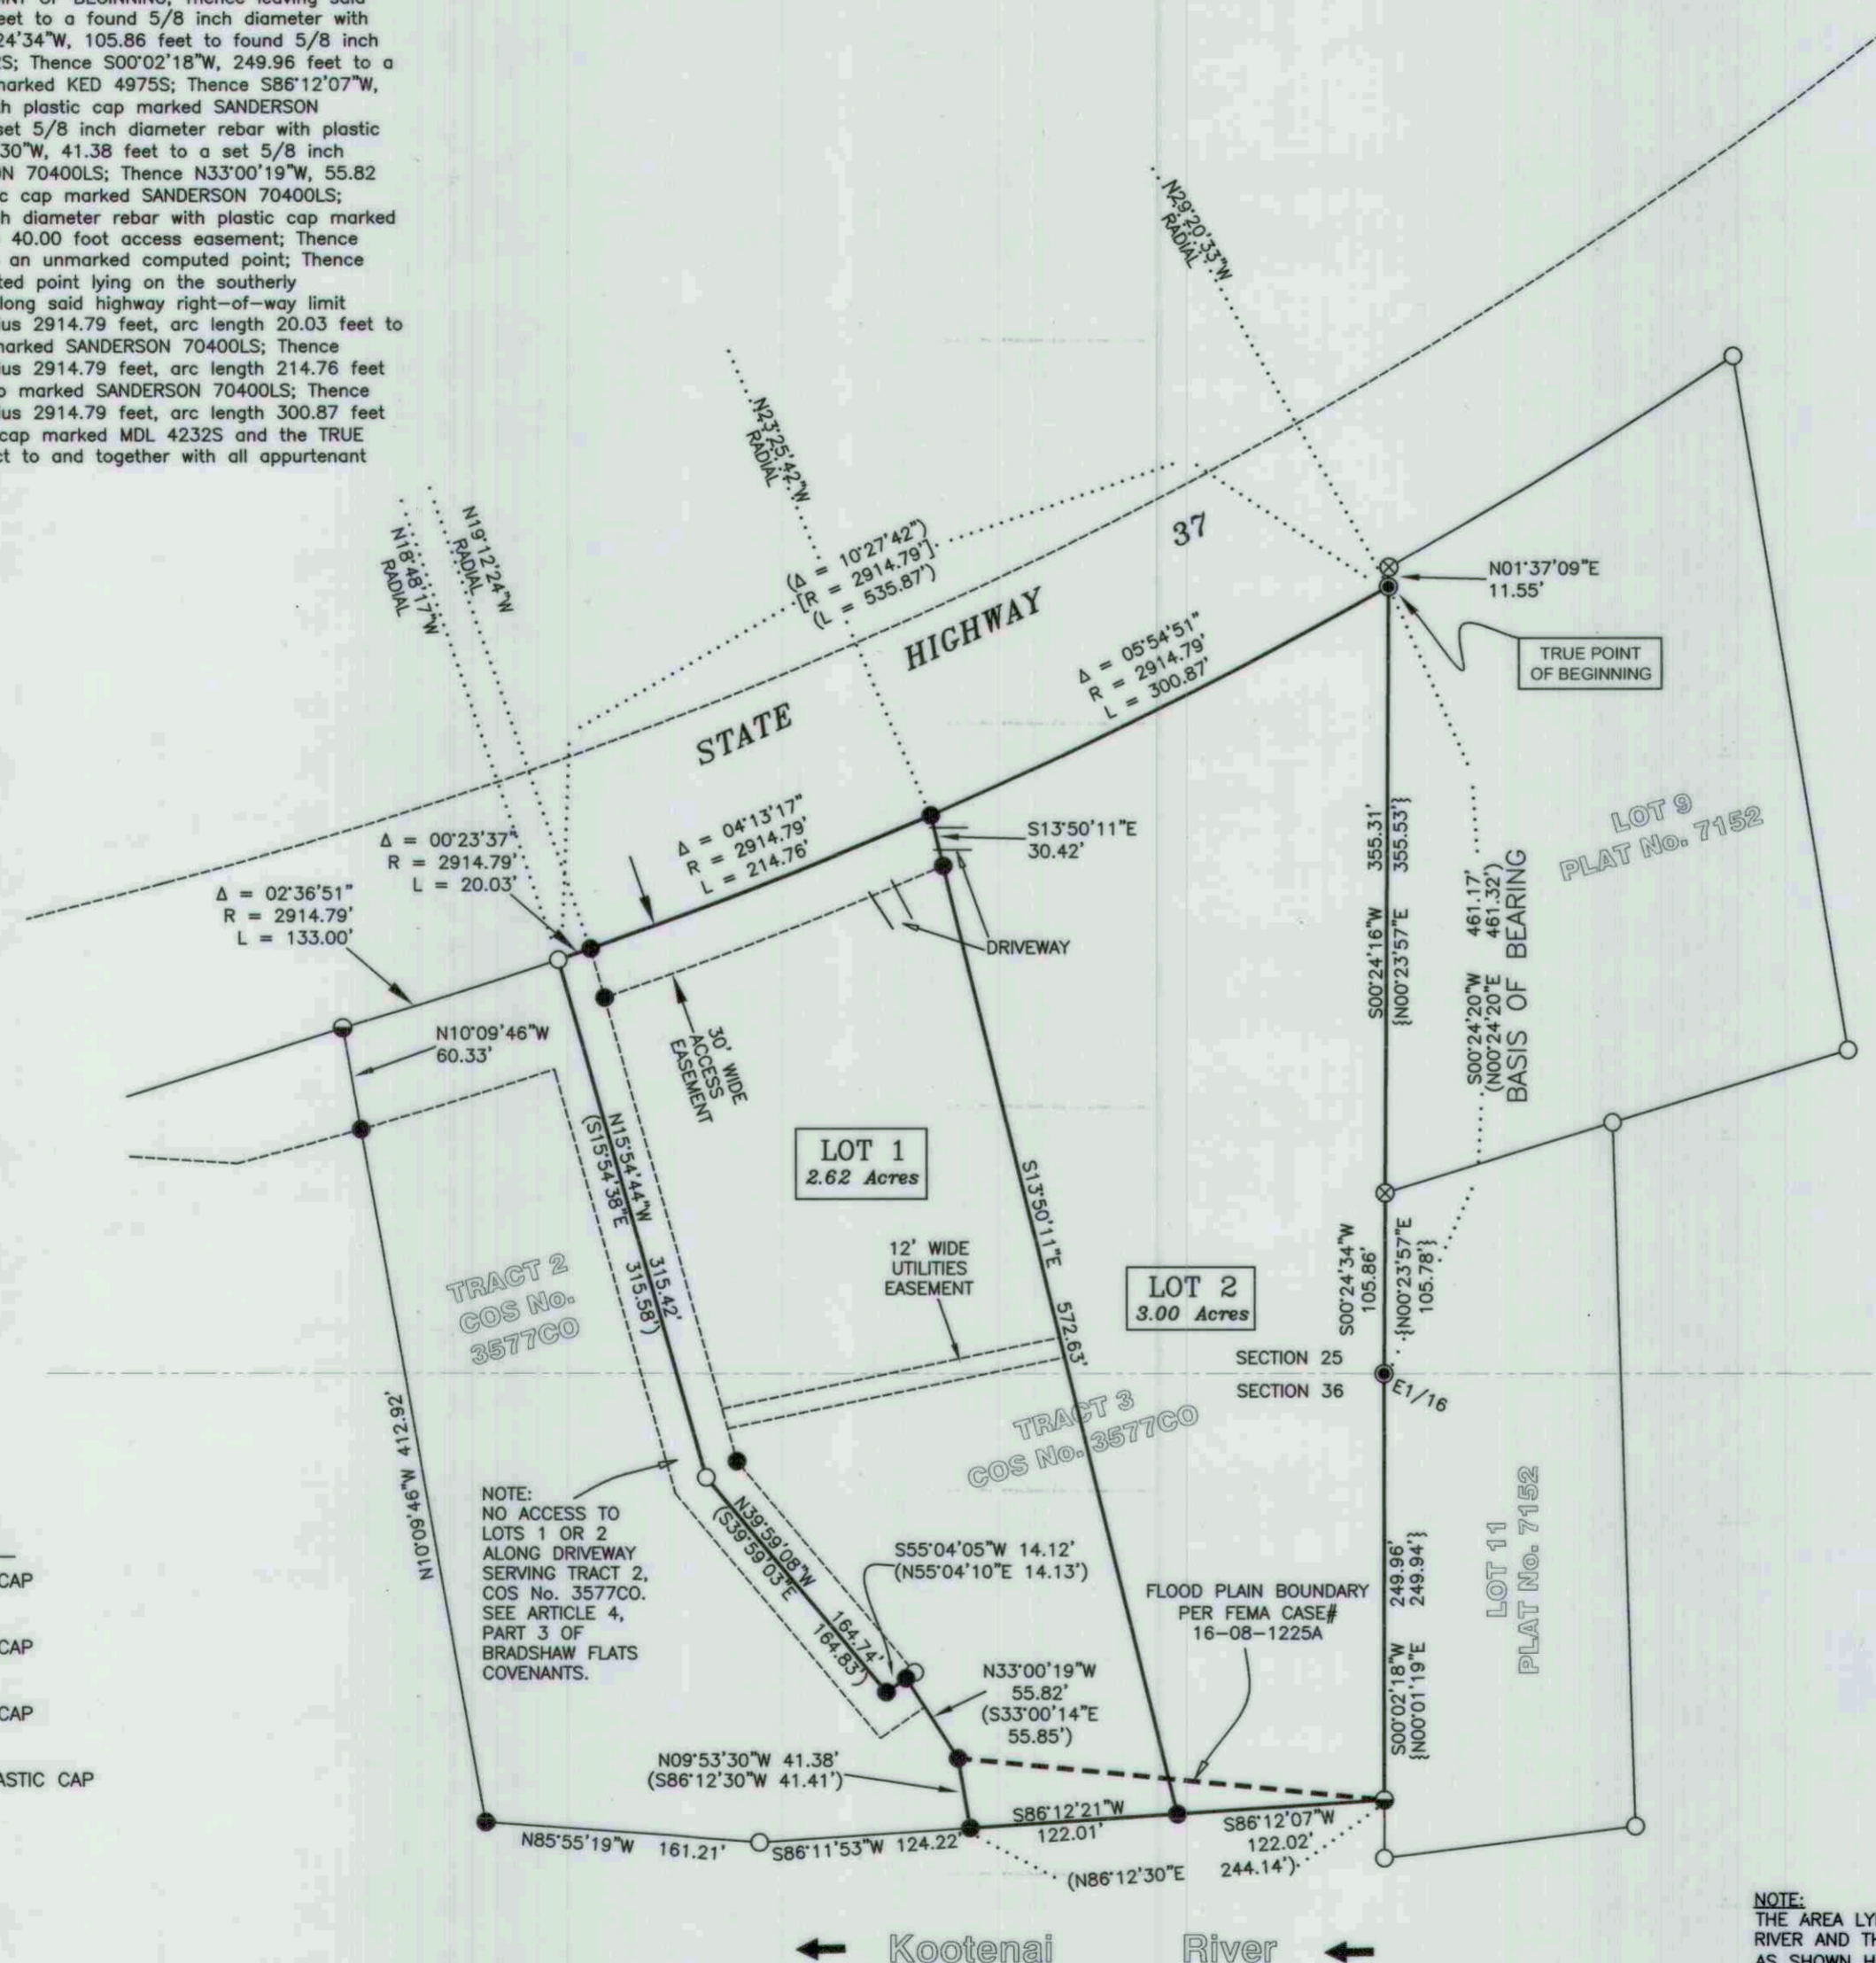 INT OF BEGINNING; Thence leaving said
eet to a found 5/8 inch diameter with
24'34"W, 105.86 feet to found 5/8 inch
S; Thence S00°02'18"W, 249.96 feet to a
marked KED 4975S; Thence S86°12'07"W,
th plastic cap marked SANDERSON
set 5/8 inch diameter rebar with plastic
30"W, 41.38 feet to a set 5/8 inch
ON 70400LS; Thence N33°00'19"W, 55.82
c cap marked SANDERSON 70400LS;
h diameter rebar with plastic cap marked
40.00 foot access easement; Thence
an unmarked computed point; Thence
ted point lying on the southerly
long said highway right-of-way limit
ius 2914.79 feet, arc length 20.03 feet to
marked SANDERSON 70400LS; Thence
ius 2914.79 feet, arc length 214.76 feet
p marked SANDERSON 70400LS; Thence
ius 2914.79 feet, arc length 300.87 feet
cap marked MDL 4232S and the TRUE
ct to and together with all appurtenant
N29°20'33"W
RADIAL
N23°25'42"W
RADIAL
N19°12'24"W
RADIAL
N18°48'17"W
RADIAL
(Δ = 10°27'42")
[R = 2914.79']
(L = 535.87')
STATE HIGHWAY 37
N01°37'09"E
11.55'
TRUE POINT
OF BEGINNING
Δ = 05°54'51"
R = 2914.79'
L = 300.87'
Δ = 04°13'17"
R = 2914.79'
L = 214.76'
Δ = 00°23'37"
R = 2914.79'
L = 20.03'
Δ = 02°36'51"
R = 2914.79'
L = 133.00'
S13°50'11"E
30.42'
DRIVEWAY
S00°24'16"W 355.31'
{N00°23'57"E 355.53'}
S00°24'20"W 461.17'
(N00°24'20"E 461.32')
BASIS OF BEARING
LOT 9
PLAT No. 7152
N10°09'46"W
60.33'
30' WIDE
ACCESS
EASEMENT
N15°54'44"W 315.42'
(S15°54'38"E 315.58')
LOT 1
2.62 Acres
S13°50'11"E 572.63'
12' WIDE
UTILITIES
EASEMENT
LOT 2
3.00 Acres
S00°24'34"W
105.86'
{N00°23'57"E
105.78'}
TRACT 2
COS No.
3577CO
SECTION 25
SECTION 36
E1/16
TRACT 3
COS No. 3577CO
N10°09'46"W 412.92'
NOTE:
NO ACCESS TO
LOTS 1 OR 2
ALONG DRIVEWAY
SERVING TRACT 2,
COS No. 3577CO.
SEE ARTICLE 4,
PART 3 OF
BRADSHAW FLATS
COVENANTS.
N39°59'08"W 164.74'
(S39°59'03"E 164.83')
S55°04'05"W 14.12'
(N55°04'10"E 14.13')
FLOOD PLAIN BOUNDARY
PER FEMA CASE#
16-08-1225A
S00°02'18"W 249.96'
{N00°01'19"E 249.94'}
LOT 11
PLAT No. 7152
N33°00'19"W
55.82'
(S33°00'14"E
55.85')
N09°53'30"W 41.38'
(S86°12'30"W 41.41')
S86°12'21"W
122.01'
S86°12'07"W
122.02'
N85°55'19"W 161.21'
S86°11'53"W 124.22'
(N86°12'30"E 244.14')
CAP
CAP
CAP
ASTIC CAP
Kootenai River
NOTE:
THE AREA LY
RIVER AND TH
AS SHOWN H